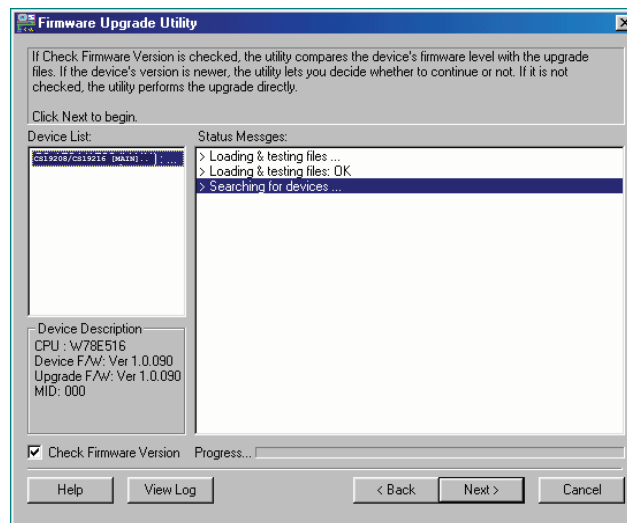 Firmware Upgrade Utility
If Check Firmware Version is checked, the utility compares the device's firmware level with the upgrade
files. If the device's version is newer, the utility lets you decide whether to continue or not. If it is not
checked, the utility performs the upgrade directly.
Click Next to begin.
Device List:
Status Messges:
CS19208/CS19216 [MAIN]..] : ...
> Loading & testing files ...
> Loading & testing files: OK
> Searching for devices ...
Device Description
CPU : W78E516
Device F/W: Ver 1.0.090
Upgrade F/W: Ver 1.0.090
MID: 000
Check Firmware Version
Progress...
Help
View Log
< Back
Next >
Cancel